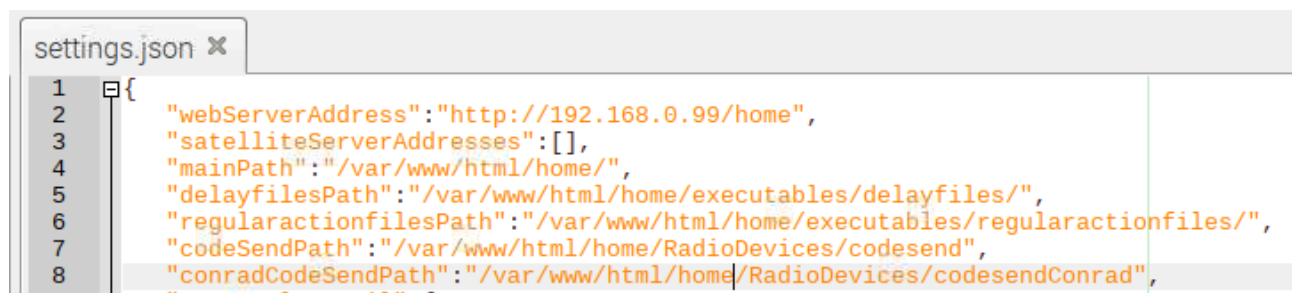 settings.json ✖
1 {
2 "webServerAddress":"http://192.168.0.99/home",
3 "satelliteServerAddresses":[],
4 "mainPath":"/var/www/html/home/",
5 "delayfilesPath":"/var/www/html/home/executables/delayfiles/",
6 "regularactionfilesPath":"/var/www/html/home/executables/regularactionfiles/",
7 "codeSendPath":"/var/www/html/home/RadioDevices/codesend",
8 "conradCodeSendPath":"/var/www/html/home/RadioDevices/codesendConrad",